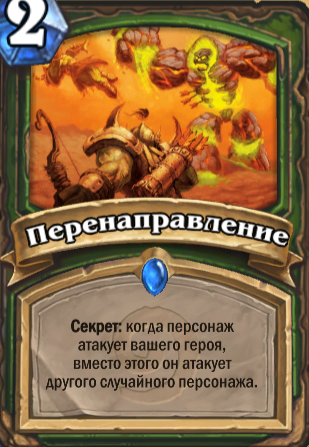 2
Перенаправление
Секрет: когда персонаж
атакует вашего героя,
вместо этого он атакует
другого случайного персонажа.